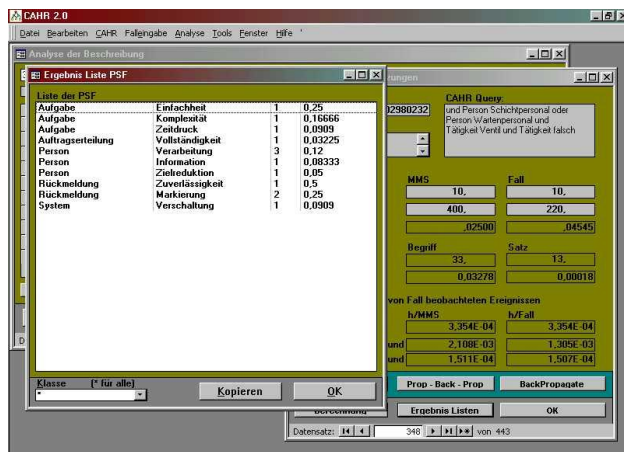 CAHR 2.0
Datei Bearbeiten CAHR Falleingabe Analyse Tools Fenster Hilfe
Analyse der Beschreibung
Ergebnis Liste PSF
Liste der PSF
Aufgabe Einfachheit 1 0,25
Aufgabe Komplexität 1 0,16666
Aufgabe Zeitdruck 1 0,0909
Auftragserteilung Vollständigkeit 1 0,03225
Person Verarbeitung 3 0,12
Person Information 1 0,08333
Person Zielreduktion 1 0,05
Rückmeldung Zuverlässigkeit 1 0,5
Rückmeldung Markierung 2 0,25
System Verschaltung 1 0,0909
Klasse (* für alle)
*
Kopieren OK
rungen
02980232
CAHR Query:
und Person Schichtpersonal oder
Person Wartenpersonal und
Tätigkeit Ventil und Tätigkeit falsch
MMS Fall
10, 10,
400, 220,
,02500 ,04545
Begriff Satz
33, 13,
0,03278 0,00018
von Fall beobachteten Ereignissen
h/MMS h/Fall
3,354E-04 3,354E-04
und 2,108E-03 1,305E-03
und 1,511E-04 1,507E-04
Prop - Back - Prop BackPropagate
Berechnung Ergebnis Listen OK
Datensatz: 348 von 443